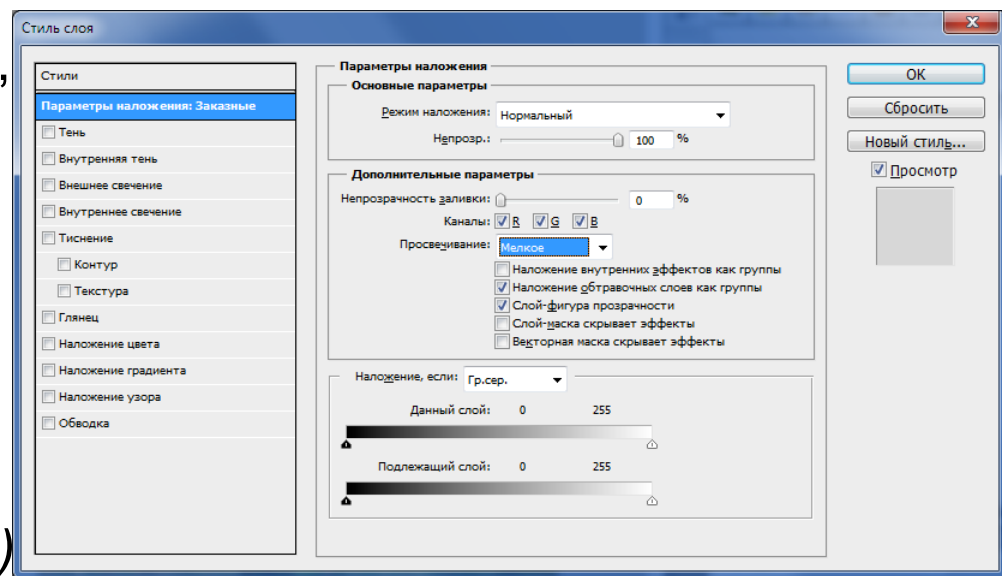 Стиль слоя
,
Стили
Параметры наложения: Заказные
Тень
Внутренняя тень
Внешнее свечение
Внутреннее свечение
Тиснение
Контур
Текстура
Глянец
Наложение цвета
Наложение градиента
Наложение узора
Обводка
)
Параметры наложения
Основные параметры
Режим наложения: Нормальный
Непрозр.: 100 %
Дополнительные параметры
Непрозрачность заливки: 0 %
Каналы: R G B
Просвечивание: Мелкое
Наложение внутренних эффектов как группы
Наложение обтравочных слоев как группы
Слой-фигура прозрачности
Слой-маска скрывает эффекты
Векторная маска скрывает эффекты
Наложение, если: Гр.сер.
Данный слой: 0 255
Подлежащий слой: 0 255
ОК
Сбросить
Новый стиль...
Просмотр